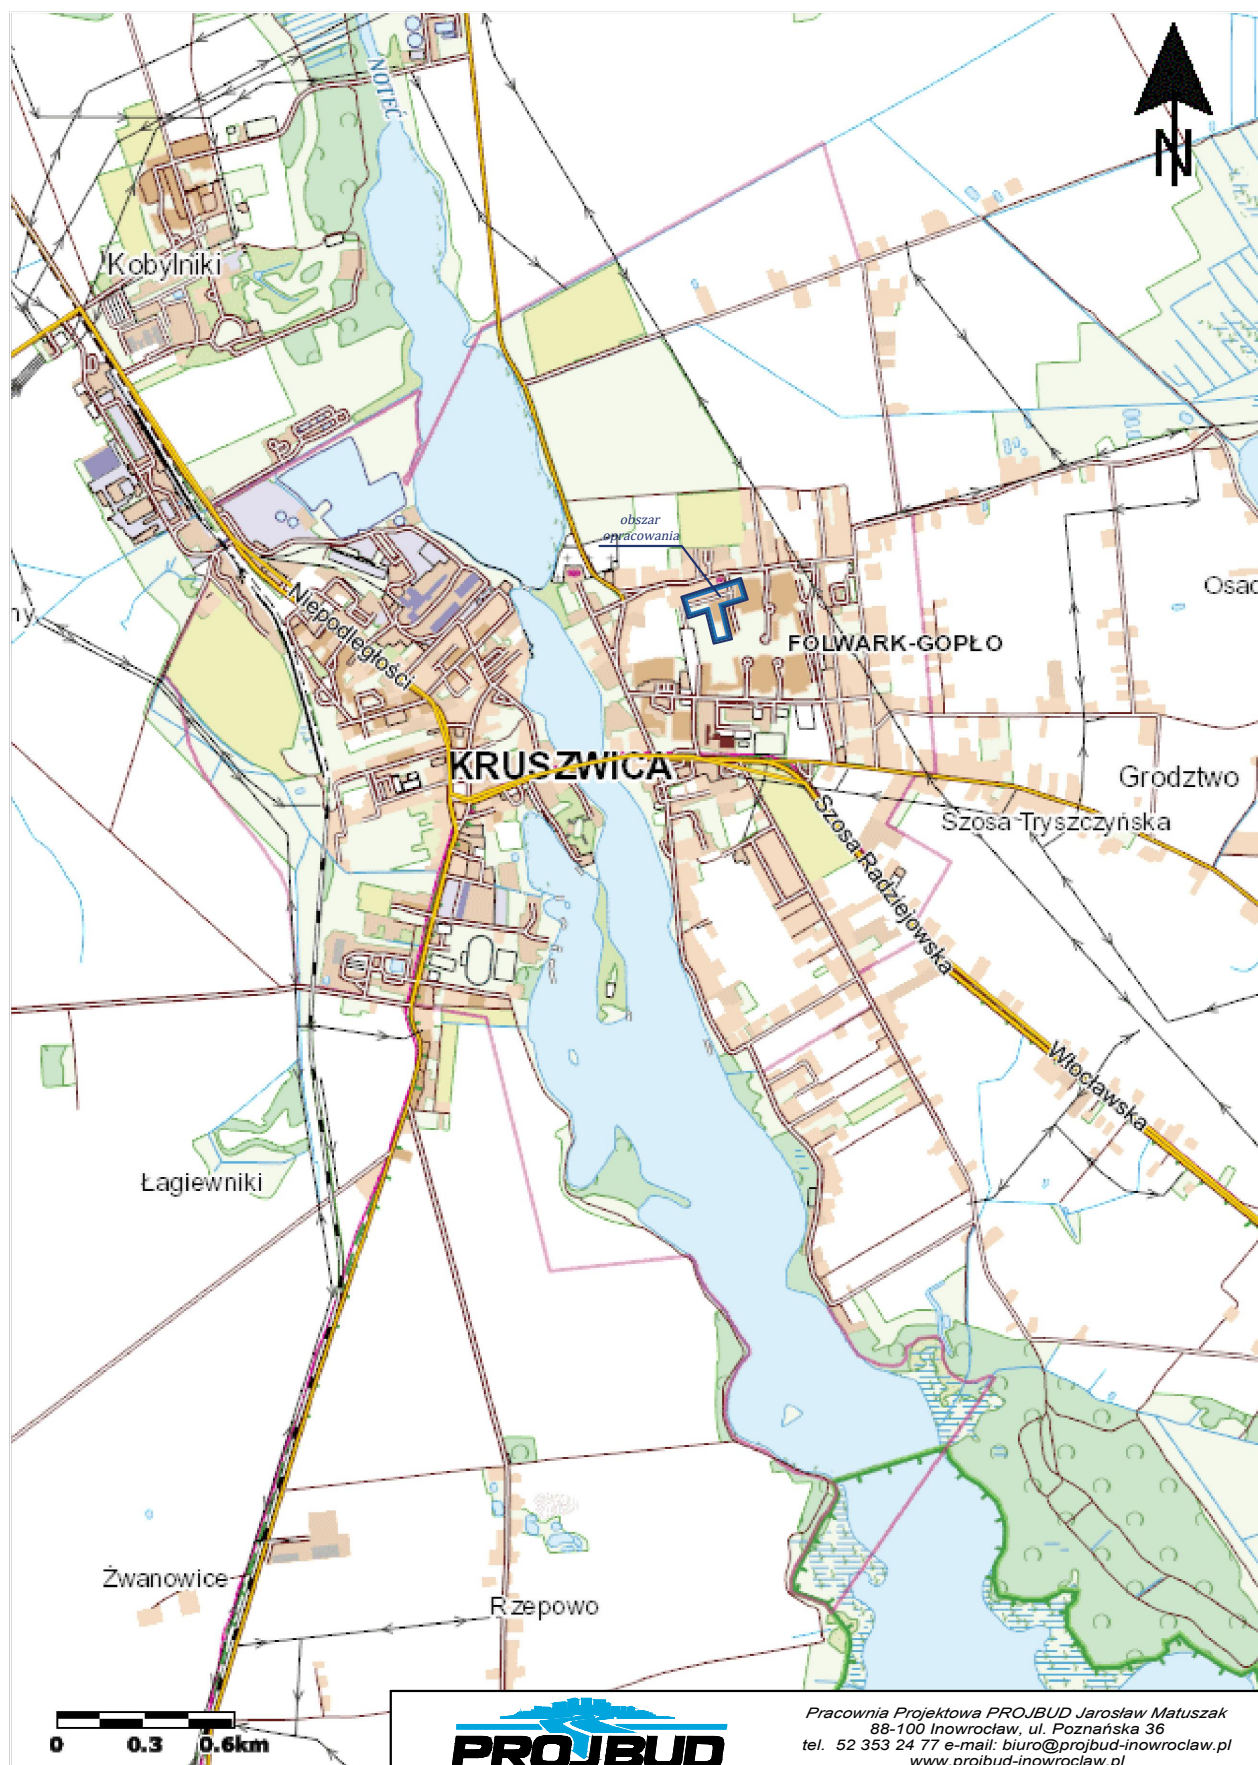 NOTEĆ
N
Kobylniki
obszar
opracowania
Osad
ny
Niepodległości
FOLWARK-GOPŁO
KRUSZWICA
Grodztwo
Szosa Tryszczyńska
Szosa Radziejowska
Włocławska
Łagiewniki
Żwanowice
Rzepowo
0 0.3 0.6km
PROJBUD
Pracownia Projektowa PROJBUD Jarosław Matuszak
88-100 Inowrocław, ul. Poznańska 36
tel. 52 353 24 77 e-mail: biuro@projbud-inowroclaw.pl
www.projbud-inowroclaw.pl